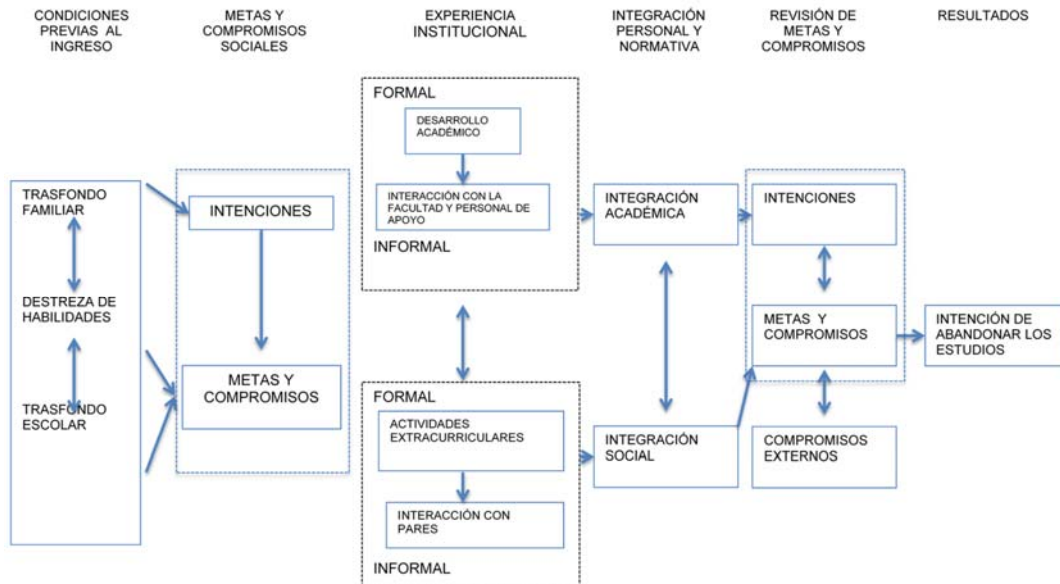 CONDICIONES
PREVIAS AL
INGRESO
METAS Y
COMPROMISOS
SOCIALES
EXPERIENCIA
INSTITUCIONAL
INTEGRACIÓN
PERSONAL Y
NORMATIVA
REVISIÓN DE
METAS Y
COMPROMISOS
RESULTADOS
TRASFONDO
FAMILIAR
DESTREZA DE
HABILIDADES
TRASFONDO
ESCOLAR
INTENCIONES
METAS Y
COMPROMISOS
FORMAL
DESARROLLO
ACADÉMICO
INTERACCIÓN CON LA
FACULTAD Y PERSONAL DE
APOYO
INFORMAL
FORMAL
ACTIVIDADES
EXTRACURRICULARES
INTERACCIÓN CON
PARES
INFORMAL
INTEGRACIÓN
ACADÉMICA
INTEGRACIÓN
SOCIAL
INTENCIONES
METAS Y
COMPROMISOS
COMPROMISOS
EXTERNOS
INTENCIÓN DE
ABANDONAR LOS
ESTUDIOS